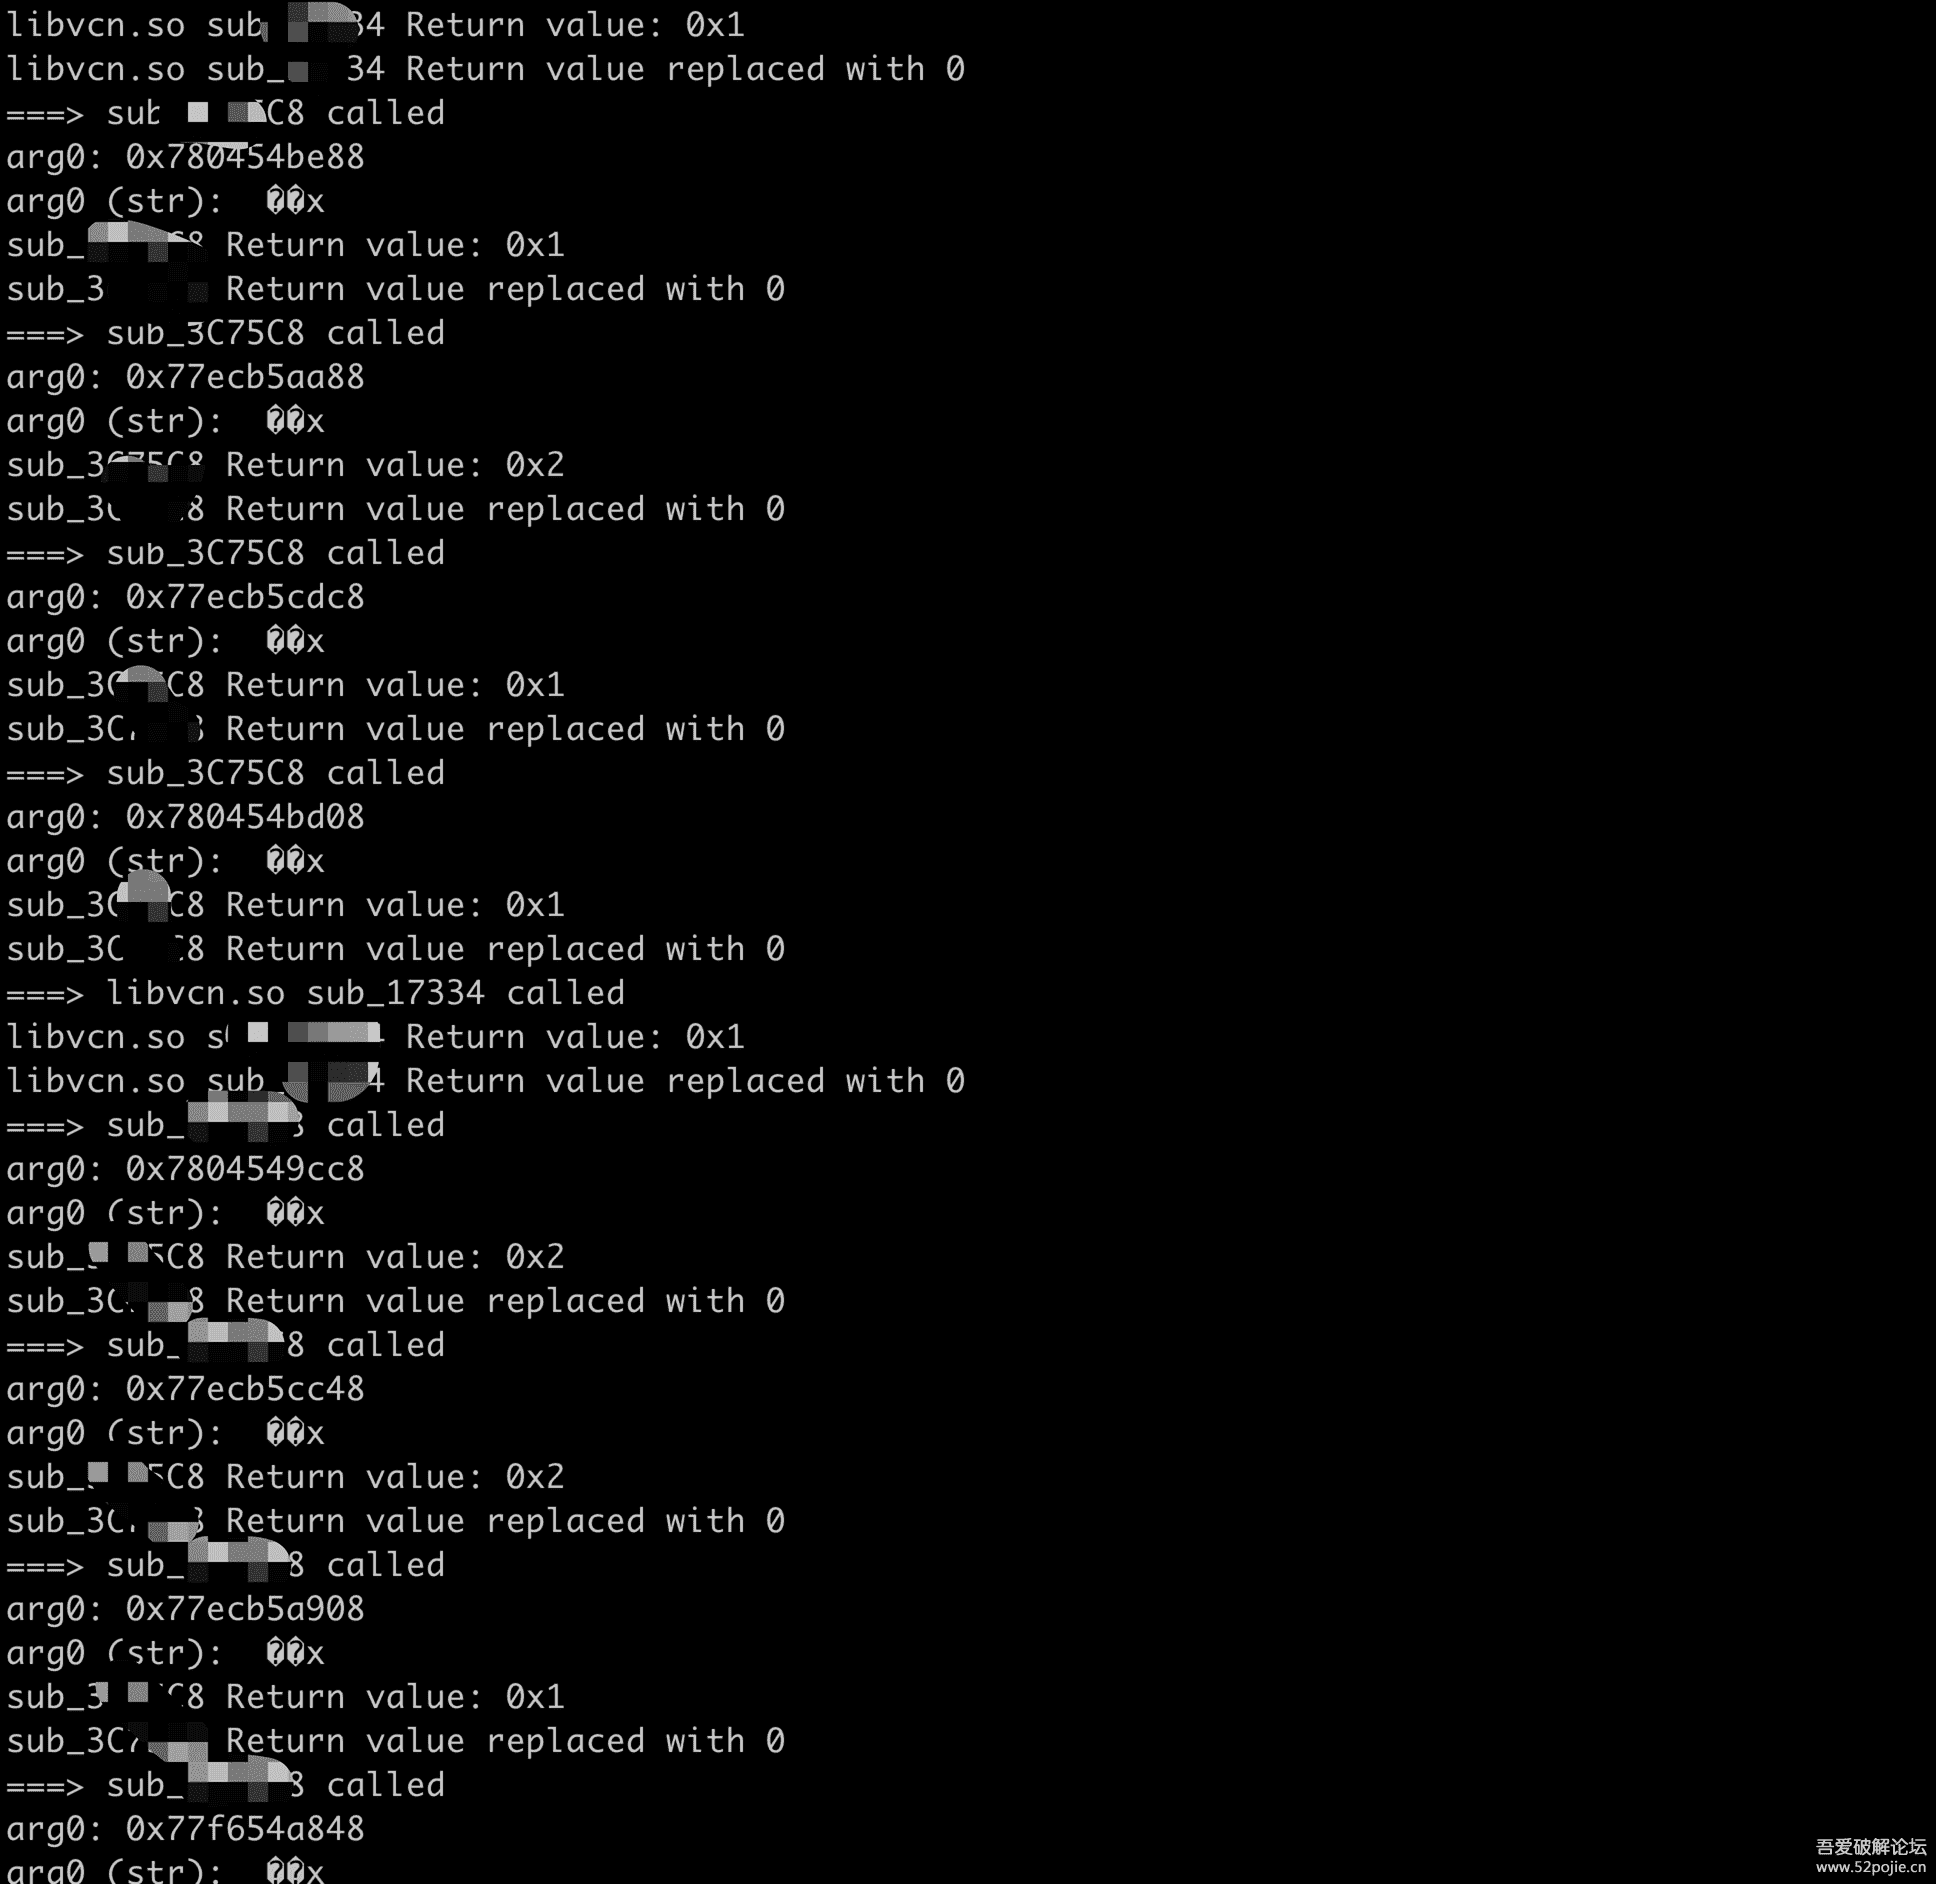 libvcn.so 34 Return value: 0x1
libvcn.so 34 Return value replaced with 0
===> C8 called
arg0: 0x780454be88
arg0 (str): ��x
Return value: 0x1
Return value replaced with 0
===> sub_3C75C8 called
arg0: 0x77ecb5aa88
arg0 (str): ��x
sub_3C75C8 Return value: 0x2
Return value replaced with 0
===> sub_3C75C8 called
arg0: 0x77ecb5cdc8
arg0 (str): ��x
Return value: 0x1
Return value replaced with 0
===> sub_3C75C8 called
arg0: 0x780454bd08
arg0 (str): ��x
Return value: 0x1
Return value replaced with 0
===> libvcn.so sub_17334 called
libvcn.so Return value: 0x1
libvcn.so Return value replaced with 0
===> called
arg0: 0x7804549cc8
arg0 (str): ��x
Return value: 0x2
Return value replaced with 0
===> called
arg0: 0x77ecb5cc48
arg0 (str): ��x
Return value: 0x2
Return value replaced with 0
===> called
arg0: 0x77ecb5a908
arg0 (str): ��x
Return value: 0x1
Return value replaced with 0
===> called
arg0: 0x77f654a848
arg0 (str): ��x
吾爱破解论坛
www.52pojie.cn